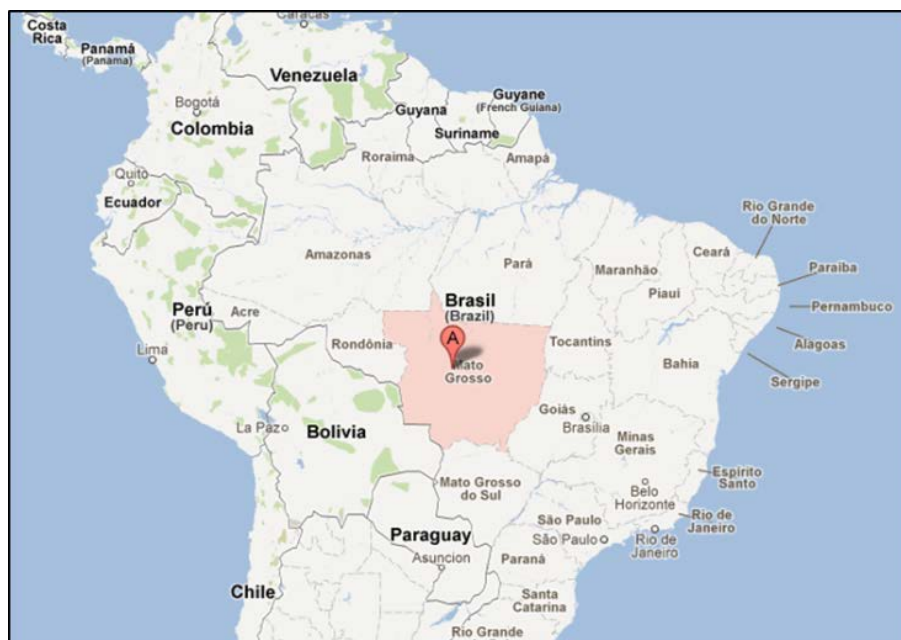 Caracas
Costa
Rica
Panamá
(Panama)
Venezuela
Bogotá
Colombia
Guyana
Guyane
(French Guiana)
Suriname
Roraima
Amapá
Quito
Ecuador
Rio Grande
do Norte
Amazonas
Pará
Maranhão
Ceará
Paraíba
Piauí
Pernambuco
Perú
(Peru)
Acre
Brasil
(Brazil)
Alagoas
Lima
Rondônia
A
Tocantins
Bahia
Sergipe
Mato
Grosso
Goiás
Brasília
La Paz
Bolivia
Minas
Gerais
Espírito
Santo
Mato Grosso
do Sul
Belo
Horizonte
Rio de
Janeiro
São Paulo
Paraguay
São Paulo
Rio de
Janeiro
Asuncion
Paraná
Chile
Santa
Catarina
Rio Grande